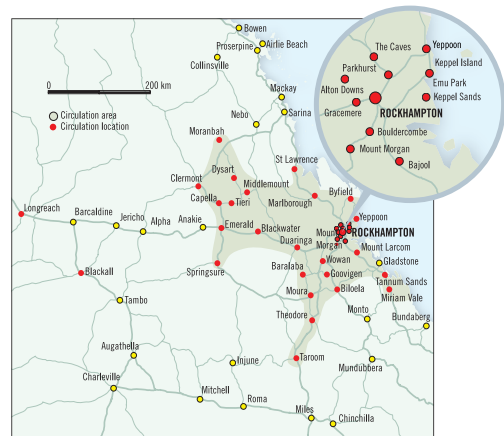 Bowen
Proserpine
Airlie Beach
Collinsville
0
200 km
Circulation area
Circulation location
Mackay
Sarina
Nebo
Moranbah
The Caves
Yeppoon
Parkhurst
Keppel Island
Alton Downs
Emu Park
Gracemere
Keppel Sands
ROCKHAMPTON
Bouldercombe
Mount Morgan
Bajool
St Lawrence
Dysart
Clermont
Middlemount
Capella
Tieri
Marlborough
Byfield
Longreach
Barcaldine
Jericho
Alpha
Anakie
Emerald
Blackwater
Yeppoon
Mount
Morgan
ROCKHAMPTON
Duaringa
Mount Larcom
Springsure
Wowan
Gladstone
Baralaba
Goovigen
Blackall
Tannum Sands
Moura
Biloela
Miriam Vale
Tambo
Theodore
Monto
Bundaberg
Augathella
Injune
Taroom
Mundubbera
Charleville
Mitchell
Roma
Miles
Chinchilla